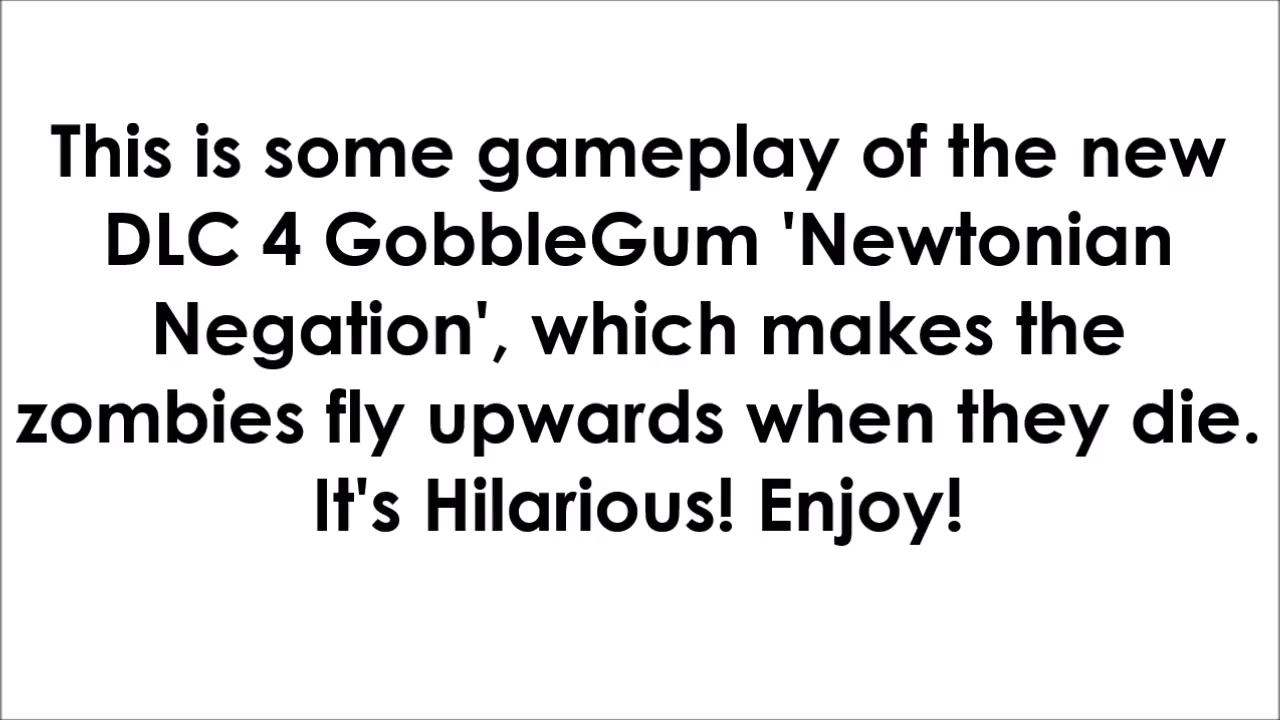 This is some gameplay of the new
DLC 4 GobbleGum 'Newtonian
Negation', which makes the
zombies fly upwards when they die.
It's Hilarious! Enjoy!